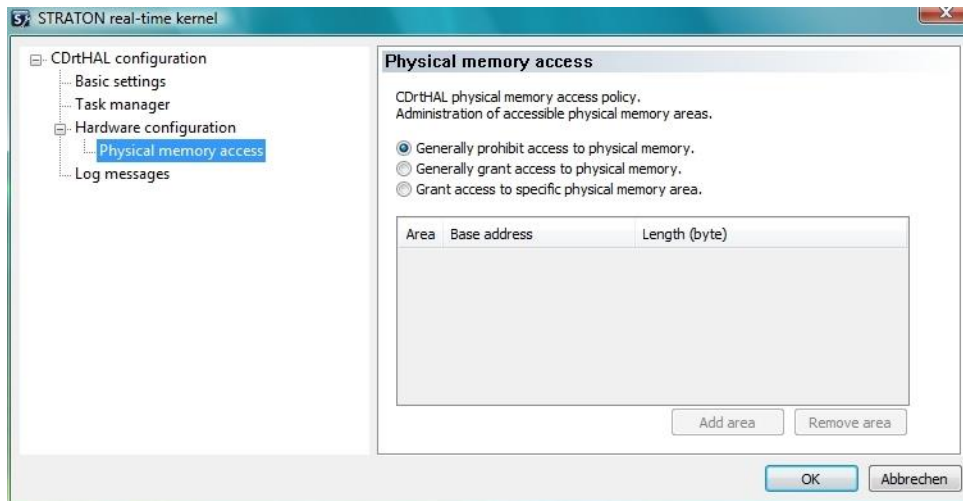 STRATON real-time kernel
CDrtHAL configuration
Basic settings
Task manager
Hardware configuration
Physical memory access
Log messages
Physical memory access
CDrtHAL physical memory access policy.
Administration of accessible physical memory areas.
Generally prohibit access to physical memory.
Generally grant access to physical memory.
Grant access to specific physical memory area.
Area Base address Length (byte)
Add area Remove area
OK Abbrechen